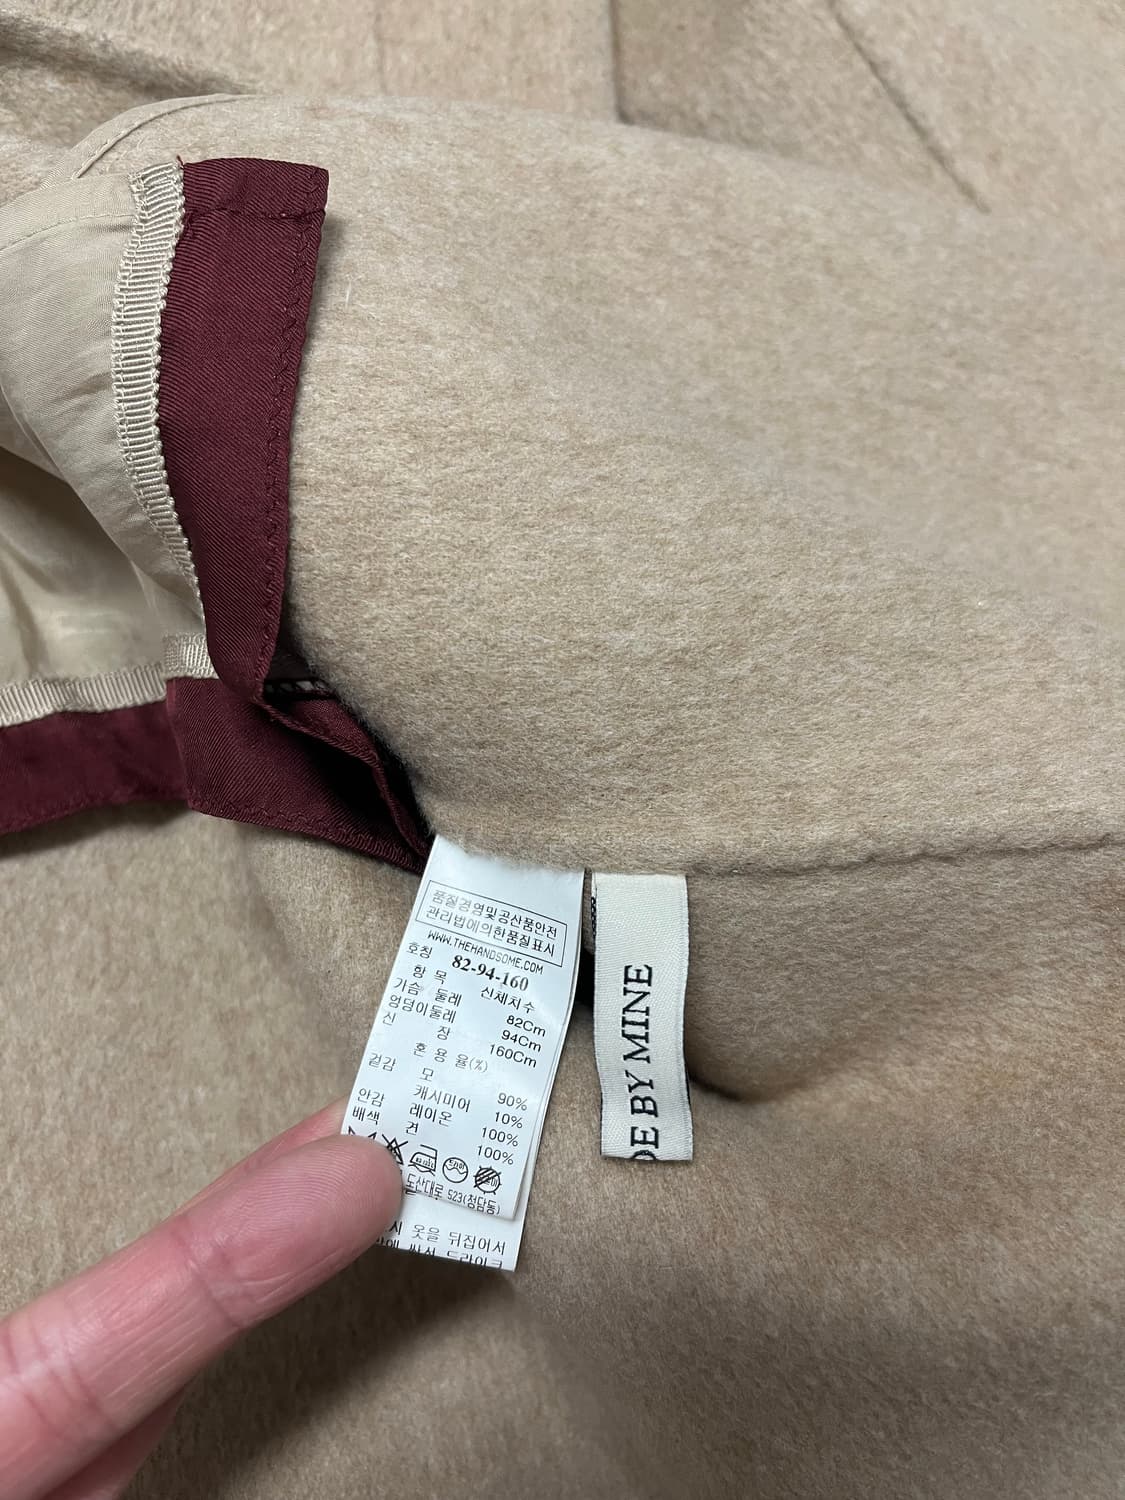 품질경영및공산품안전
관리법에의한품질표시
WWW.THEHANDSOME.COM
호칭 82-94-160
항 목 신체치수
가슴 둘레 82Cm
엉덩이둘레 94Cm
신 장 160Cm
혼 용 율(%)
겉감 모 90%
캐시미어 10%
안감 레이온 100%
배색 견 100%
도산대로 523(청담동)
옷을 뒤집어서
DE BY MINE